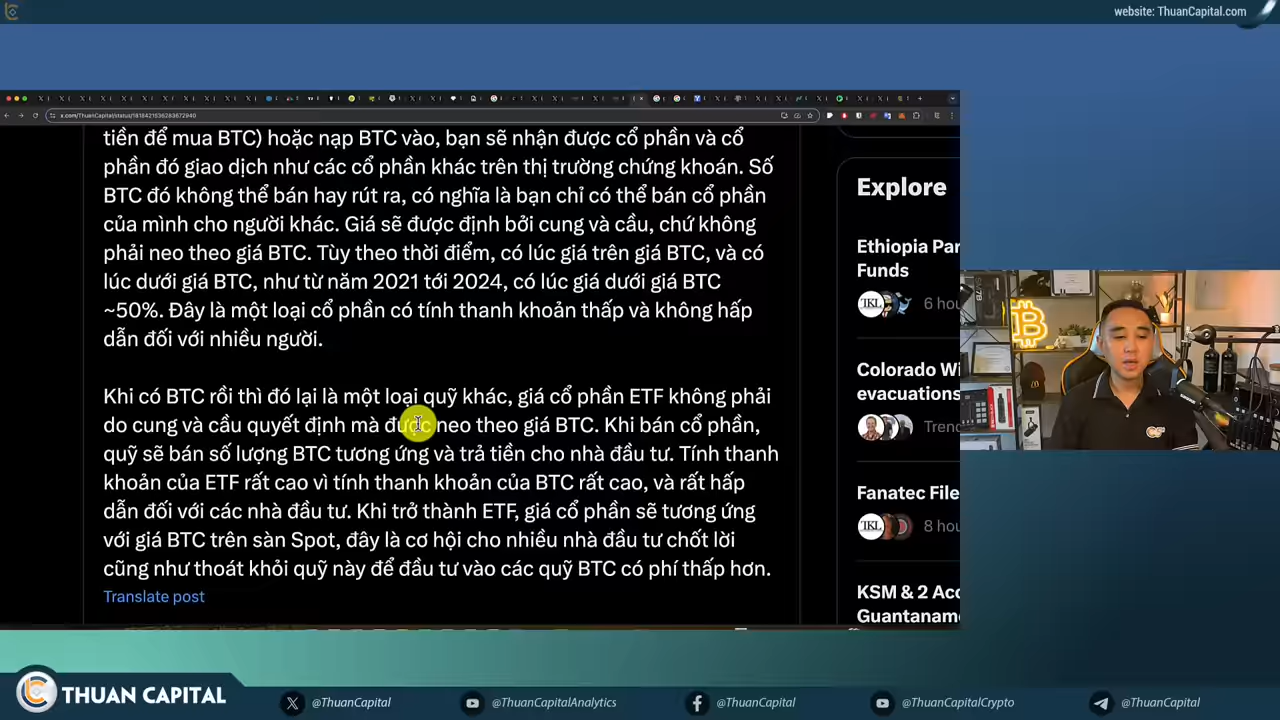 website: ThuanCapital.com
x.com/ThuanCapital/status/1818421536283672940
tiền để mua BTC) hoặc nạp BTC vào, bạn sẽ nhận được cổ phần và cổ
phần đó giao dịch như các cổ phần khác trên thị trường chứng khoán. Số
BTC đó không thể bán hay rút ra, có nghĩa là bạn chỉ có thể bán cổ phần
của mình cho người khác. Giá sẽ được định bởi cung và cầu, chứ không
phải neo theo giá BTC. Tùy theo thời điểm, có lúc giá trên giá BTC, và có
lúc dưới giá BTC, như từ năm 2021 tới 2024, có lúc giá dưới giá BTC
~50%. Đây là một loại cổ phần có tính thanh khoản thấp và không hấp
dẫn đối với nhiều người.
Khi có BTC rồi thì đó lại là một loại quỹ khác, giá cổ phần ETF không phải
do cung và cầu quyết định mà được neo theo giá BTC. Khi bán cổ phần,
quỹ sẽ bán số lượng BTC tương ứng và trả tiền cho nhà đầu tư. Tính thanh
khoản của ETF rất cao vì tính thanh khoản của BTC rất cao, và rất hấp
dẫn đối với các nhà đầu tư. Khi trở thành ETF, giá cổ phần sẽ tương ứng
với giá BTC trên sàn Spot, đây là cơ hội cho nhiều nhà đầu tư chốt lời
cũng như thoát khỏi quỹ này để đầu tư vào các quỹ BTC có phí thấp hơn.
Translate post
Explore
Ethiopia Par
Funds
6 hou
Colorado Wi
evacuations
Tren
Fanatec File
8 hou
KSM & 2 Acc
Guantaname
THUAN CAPITAL
@ThuanCapital
@ThuanCapitalAnalytics
@ThuanCapital
@ThuanCapitalCrypto
@ThuanCapital